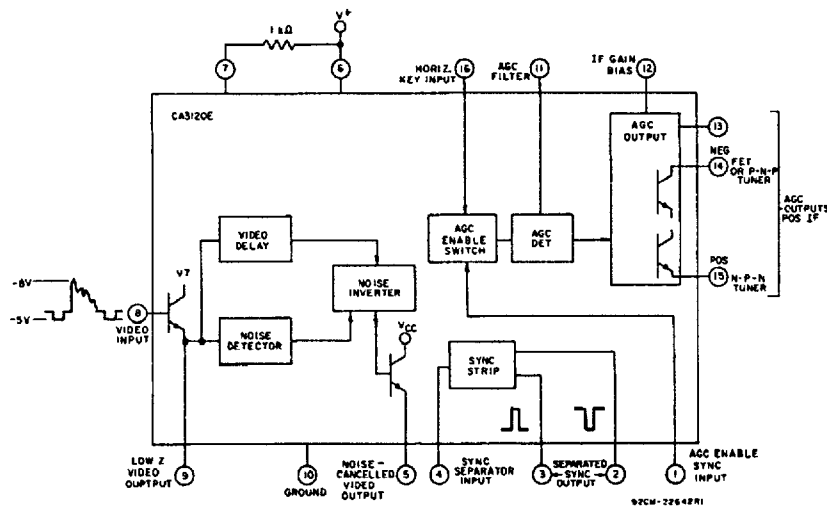 V+
1 kΩ
7
6
HORIZ.
KEY INPUT
16
AGC
FILTER
11
IF GAIN
BIAS
12
CA3120E
AGC
OUTPUT
13
NEG
14
FET
OR P-N-P
TUNER
AGC
OUTPUTS
POS IF
POS
15
N-P-N
TUNER
VIDEO
DELAY
AGC
ENABLE
SWITCH
AGC
DET
NOISE
INVERTER
V7
-8V
-5V
8
VIDEO
INPUT
NOISE
DETECTOR
VCC
SYNC
STRIP
LOW Z
VIDEO
OUPTPUT
9
10
GROUND
NOISE-
CANCELLED
VIDEO
OUTPUT
5
4
SYNC
SEPARATOR
INPUT
3
SEPARATED
SYNC
OUTPUT
2
1
AGC ENABLE
SYNC
INPUT
92CM-22642R1